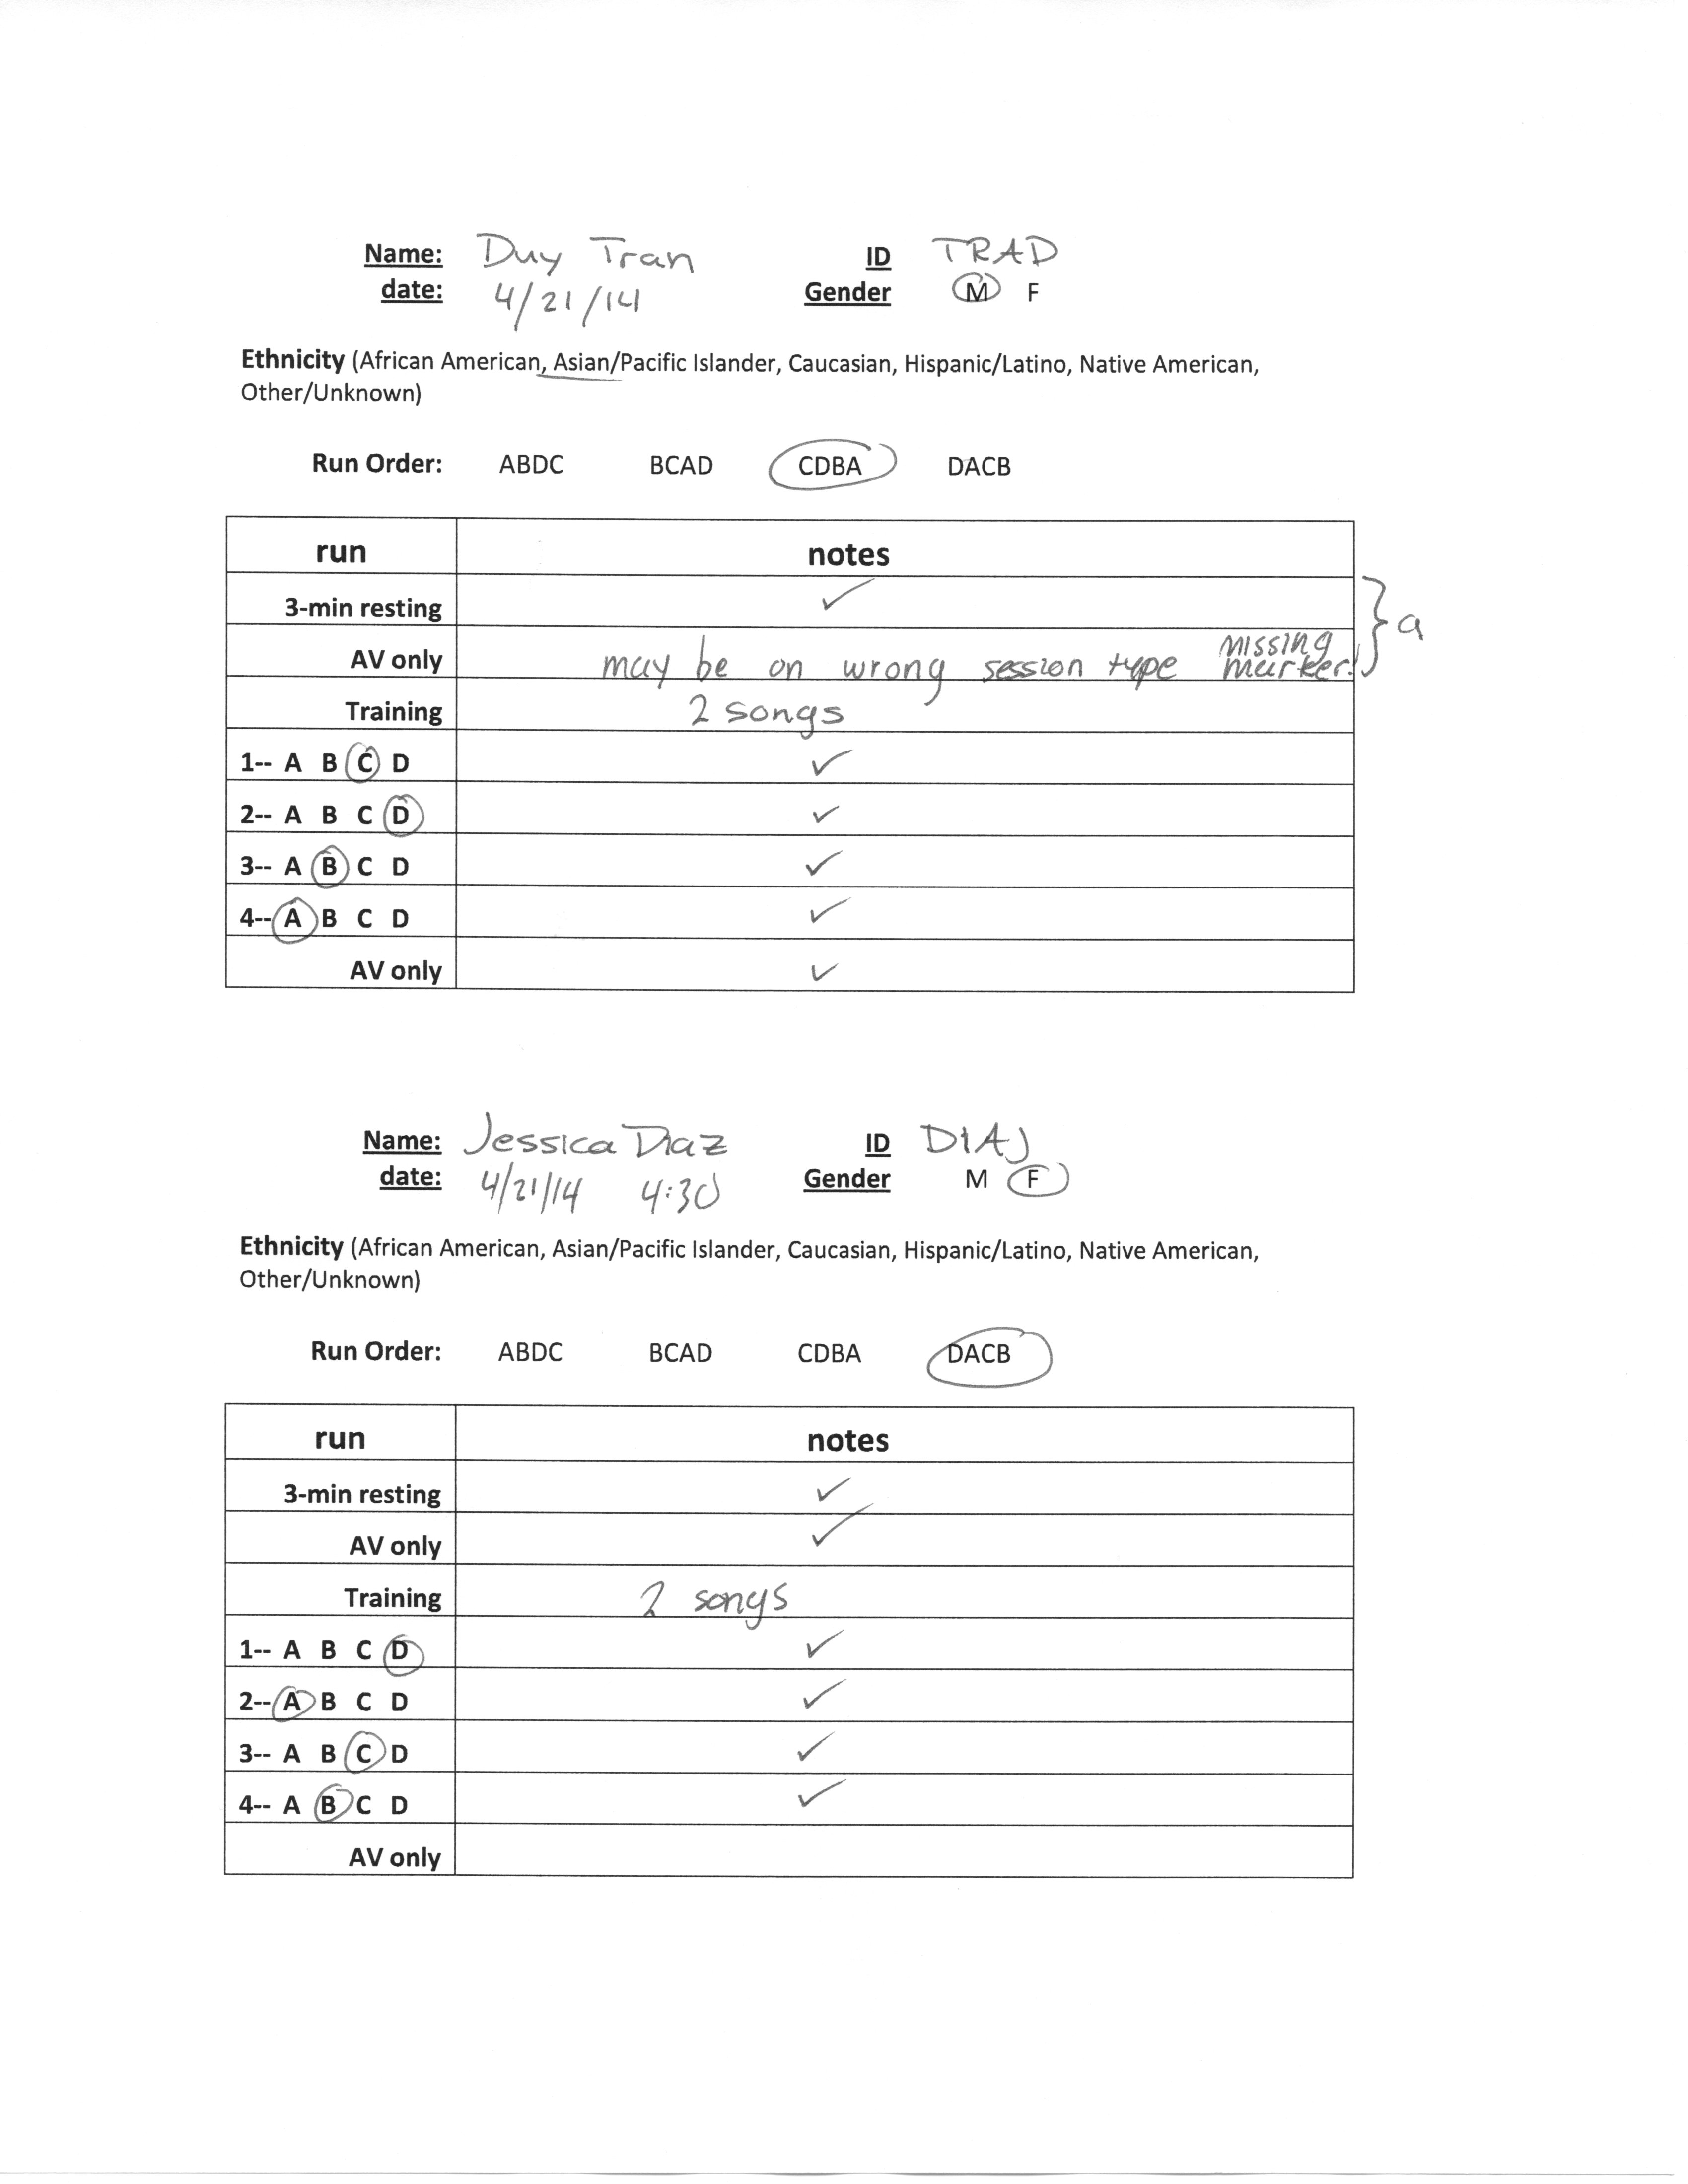 Name: Duy Tran ID TRAD
date: 4/21/14 Gender M F
Ethnicity (African American, Asian/Pacific Islander, Caucasian, Hispanic/Latino, Native American,
Other/Unknown)
Run Order: ABDC BCAD CDBA DACB
run notes
3-min resting ✓
a
AV only may be on wrong session type missing marker!
Training 2 songs
1-- A B C D ✓
2-- A B C D ✓
3-- A B C D ✓
4-- A B C D ✓
AV only ✓
Name: Jessica Diaz ID DIAJ
date: 4/21/14 4:30 Gender M F
Ethnicity (African American, Asian/Pacific Islander, Caucasian, Hispanic/Latino, Native American,
Other/Unknown)
Run Order: ABDC BCAD CDBA DACB
run notes
3-min resting ✓
AV only ✓
Training 2 songs
1-- A B C D ✓
2-- A B C D ✓
3-- A B C D ✓
4-- A B C D ✓
AV only